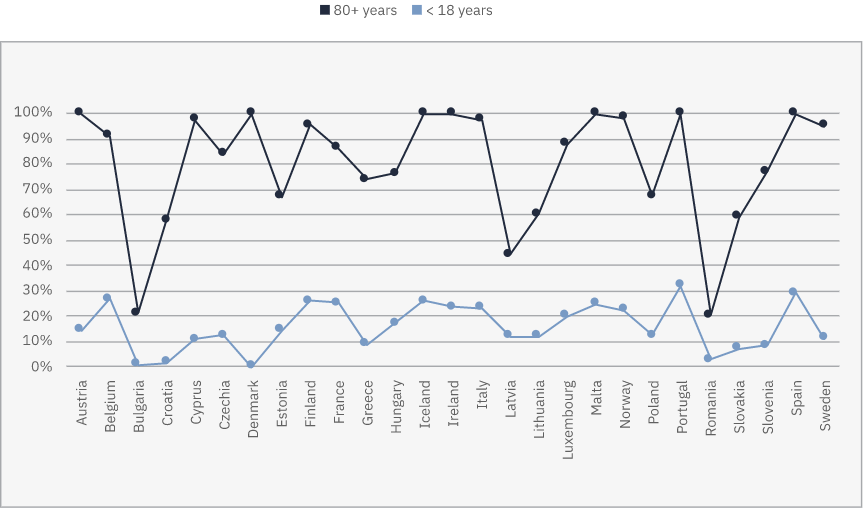 80+ years < 18 years
100%
90%
80%
70%
60%
50%
40%
30%
20%
10%
0%
Austria
Belgium
Bulgaria
Croatia
Cyprus
Czechia
Denmark
Estonia
Finland
France
Greece
Hungary
Iceland
Ireland
Italy
Latvia
Lithuania
Luxembourg
Malta
Norway
Poland
Portugal
Romania
Slovakia
Slovenia
Spain
Sweden